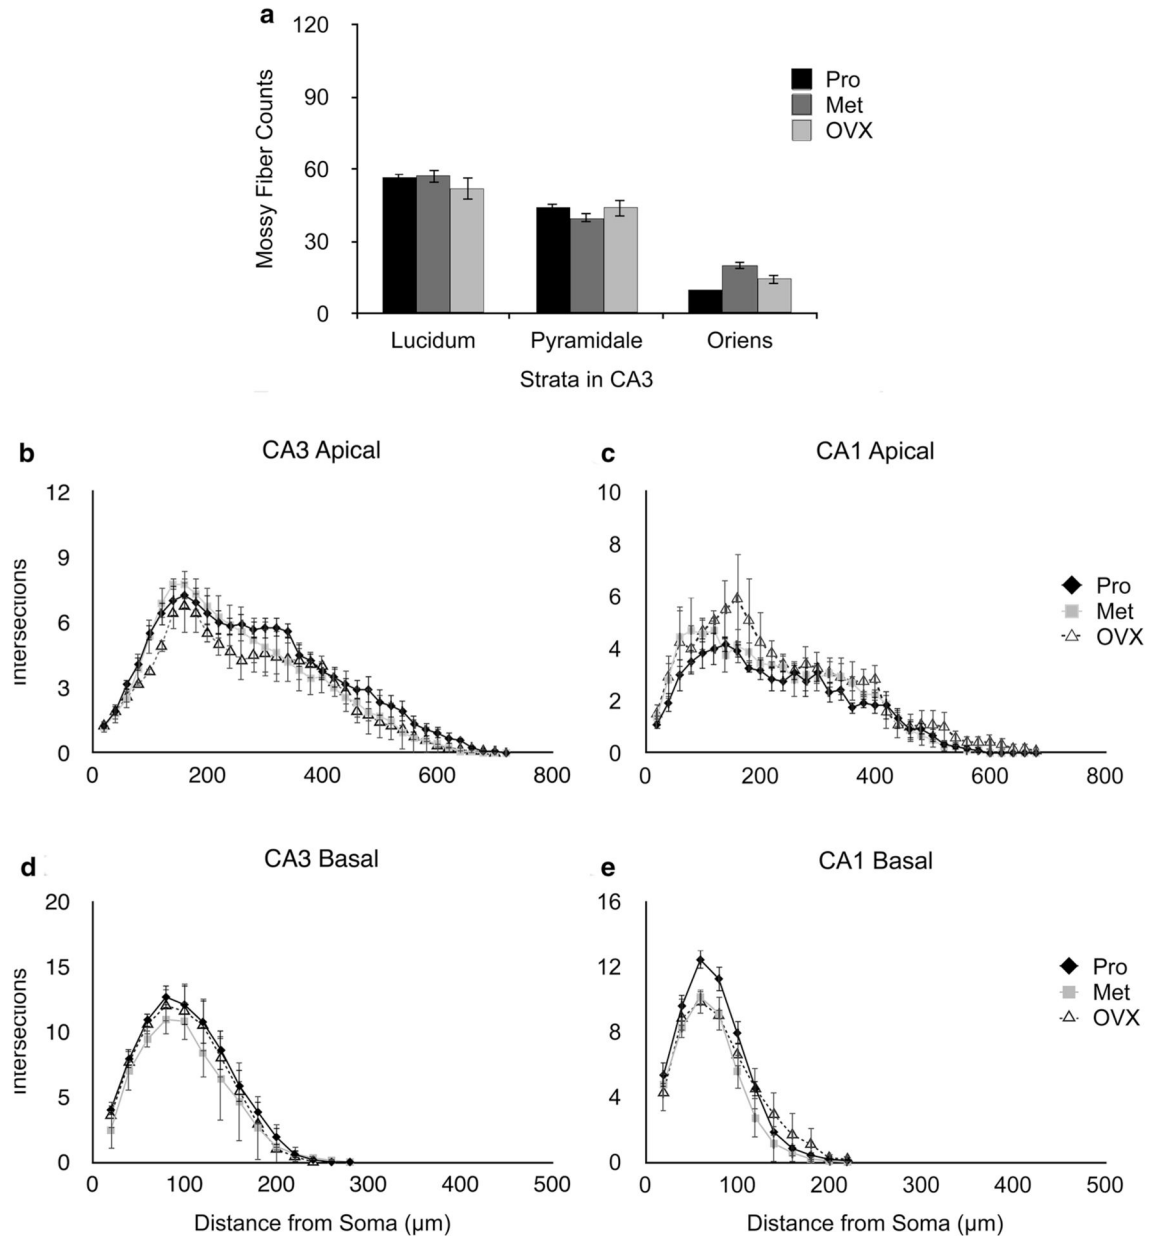 a
120
90
60
30
0
Mossy Fiber Counts
Pro
Met
OVX
Lucidum Pyramidale Oriens
Strata in CA3
b
CA3 Apical
12
9
6
3
0
Intersections
0 200 400 600 800
c
CA1 Apical
10
8
6
4
2
0
0 200 400 600 800
Pro
Met
OVX
d
CA3 Basal
20
15
10
5
0
Intersections
0 100 200 300 400 500
Distance from Soma (μm)
e
CA1 Basal
16
12
8
4
0
0 100 200 300 400 500
Distance from Soma (μm)
Pro
Met
OVX